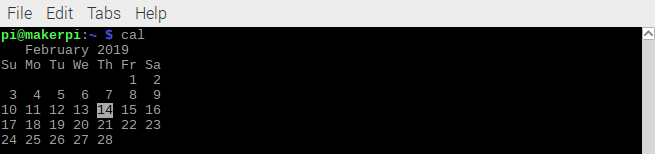 File Edit Tabs Help
pi@makerpi:~ $ cal
   February 2019
Su Mo Tu We Th Fr Sa
                1  2
 3  4  5  6  7  8  9
10 11 12 13 14 15 16
17 18 19 20 21 22 23
24 25 26 27 28